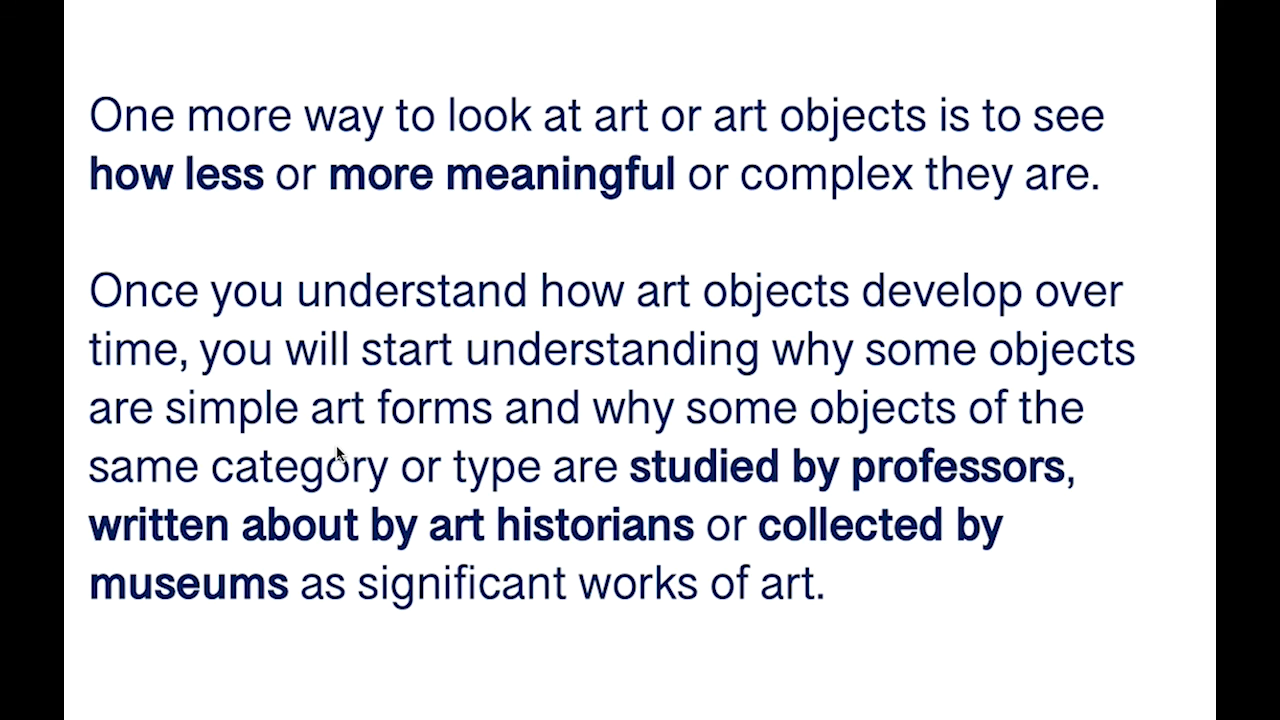 One more way to look at art or art objects is to see
how less or more meaningful or complex they are.
Once you understand how art objects develop over
time, you will start understanding why some objects
are simple art forms and why some objects of the
same category or type are studied by professors,
written about by art historians or collected by
museums as significant works of art.